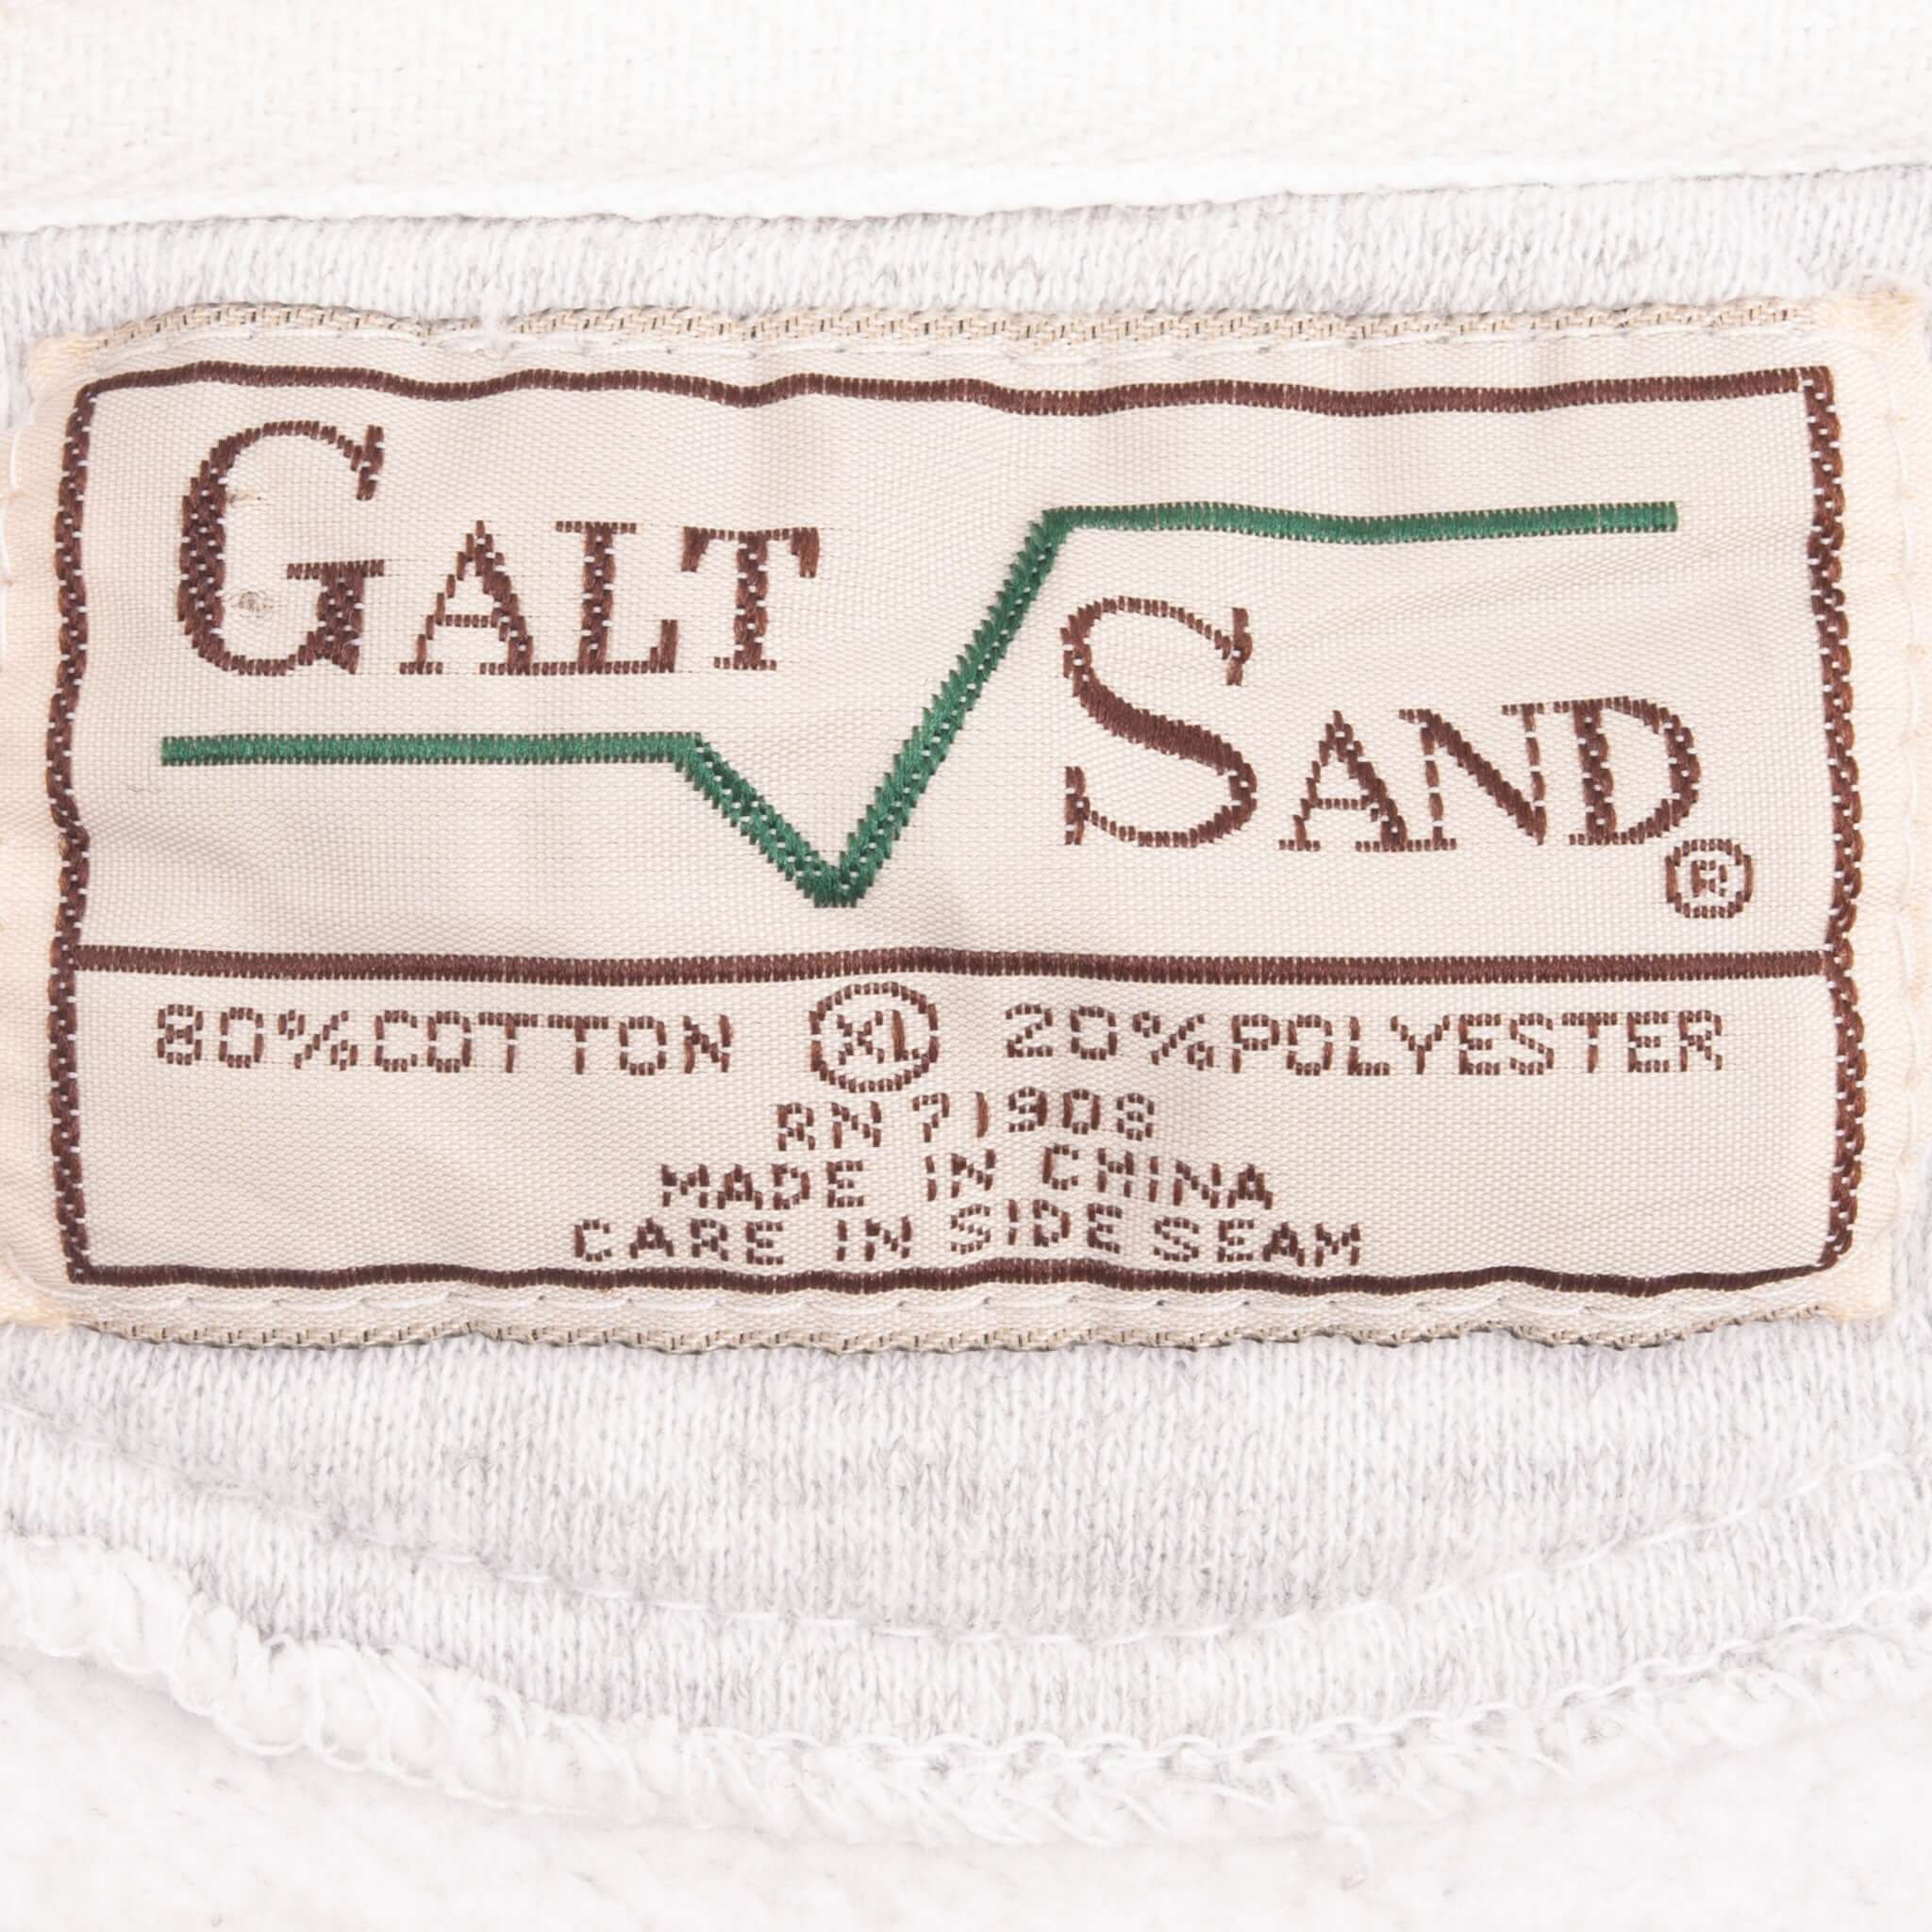 GALT
SAND®
80%COTTON XL 20%POLYESTER
RN 71908
MADE IN CHINA
CARE IN SIDE SEAM